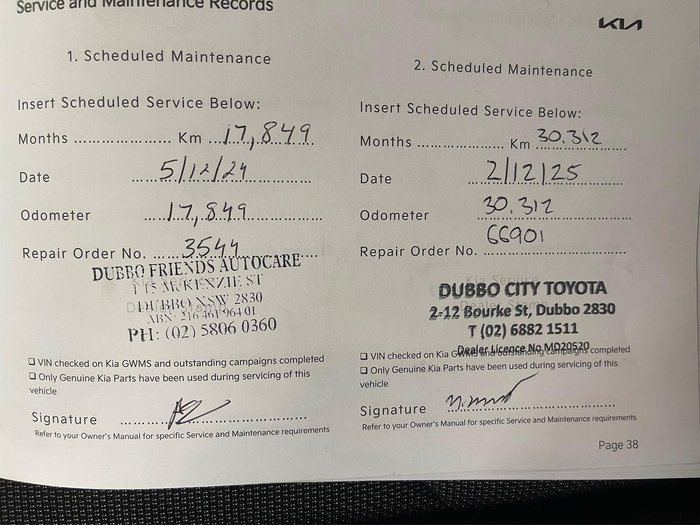 Service and Maintenance Records
KIA
1. Scheduled Maintenance
Insert Scheduled Service Below:
Months .................... Km ...17,849
Date .....5/12/24...............
Odometer .....17,849...............
Repair Order No. .....3544..........
DUBBO FRIENDS AUTOCARE
MCKENZIE ST
DUBBO NSW 2830
ABN:
PH: (02) 5806 0360
❏ VIN checked on Kia GWMS and outstanding campaigns completed
❏ Only Genuine Kia Parts have been used during servicing of this
vehicle
Signature ........................................
Refer to your Owner's Manual for specific Service and Maintenance requirements
2. Scheduled Maintenance
Insert Scheduled Service Below:
Months .................... Km 30.312
Date .....2/12/25...............
Odometer ...30.312...............
Repair Order No. 66901
DUBBO CITY TOYOTA
2-12 Bourke St, Dubbo 2830
T (02) 6882 1511
Dealer Licence No MD20520
❏ VIN checked on Kia GWMS and outstanding campaigns completed
❏ Only Genuine Kia Parts have been used during servicing of this
vehicle
Signature ........................................
Refer to your Owner's Manual for specific Service and Maintenance requirements
Page 38